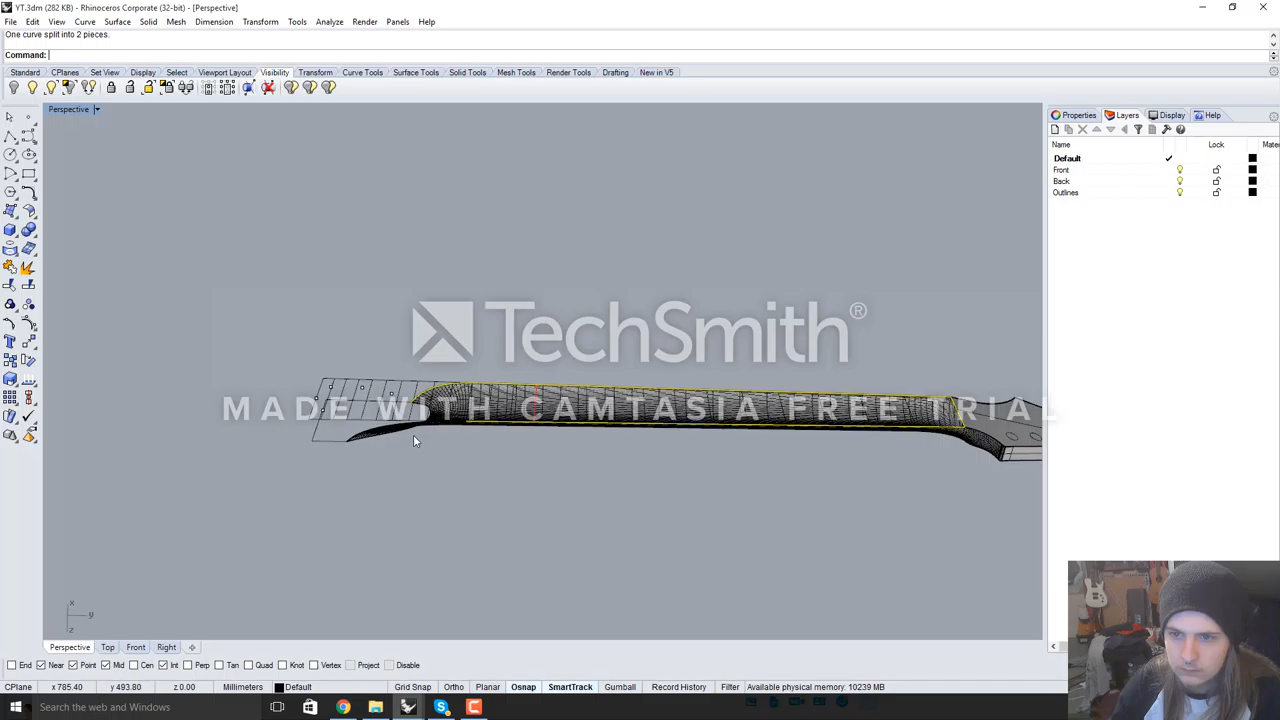 YT.3dm (282 KB) - Rhinoceros Corporate (32-bit) - [Perspective]
File Edit View Curve Surface Solid Mesh Dimension Transform Tools Analyze Render Panels Help
One curve split into 2 pieces.
Command:
Standard CPlanes Set View Display Select Viewport Layout Visibility Transform Curve Tools Surface Tools Solid Tools Mesh Tools Render Tools Drafting New in V5
Perspective
Properties Layers Display Help
Name Lock Mate
Default
Front
Back
Outlines
TechSmith®
MADE WITH CAMTASIA FREE TRIAL
x
y
z
Perspective Top Front Right
End Near Point Mid Cen Int Perp Tan Quad Knot Vertex Project Disable
CPlane x 785.40 y 493.80 z 0.00 Millimeters Default Grid Snap Ortho Planar Osnap SmartTrack Gumball Record History Filter Available physical memory: 10239 MB
Search the web and Windows